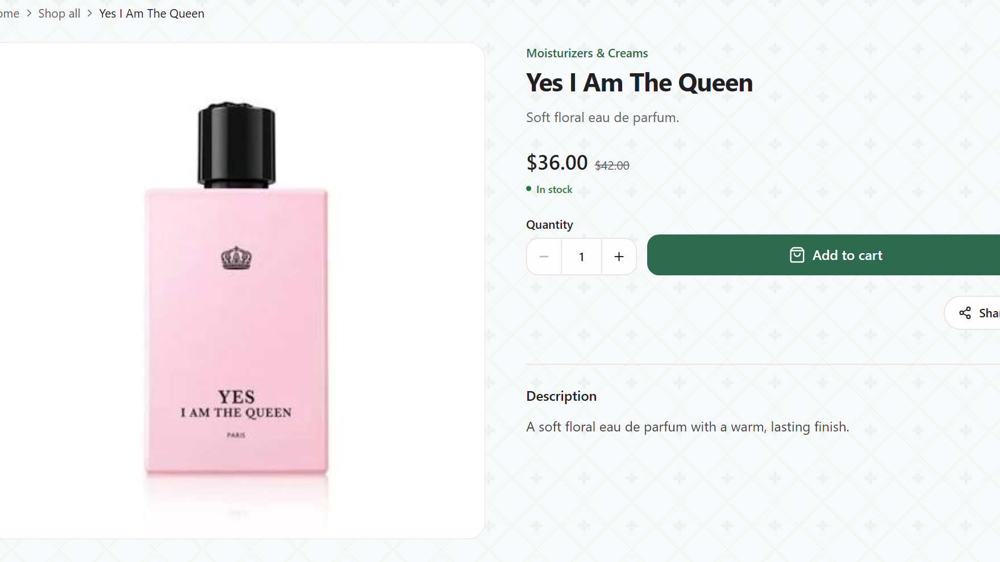 Shop all
Yes I Am The Queen
YES
I AM THE QUEEN
PARIS
Moisturizers & Creams
Yes I Am The Queen
Soft floral eau de parfum.
$36.00 $42.00
In stock
Quantity
1
Add to cart
Description
A soft floral eau de parfum with a warm, lasting finish.